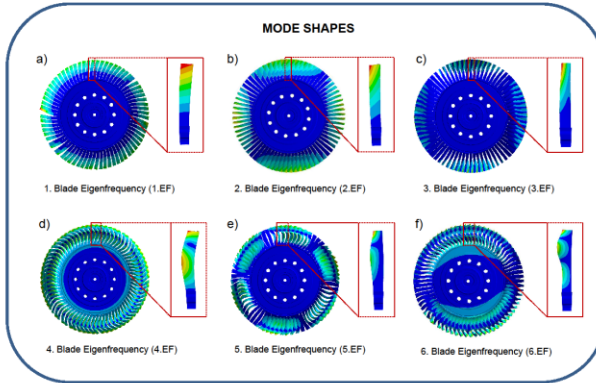 MODE SHAPES
a)
b)
c)
1. Blade Eigenfrequency (1.EF)
2. Blade Eigenfrequency (2.EF)
3. Blade Eigenfrequency (3.EF)
d)
e)
f)
4. Blade Eigenfrequency (4.EF)
5. Blade Eigenfrequency (5.EF)
6. Blade Eigenfrequency (6.EF)